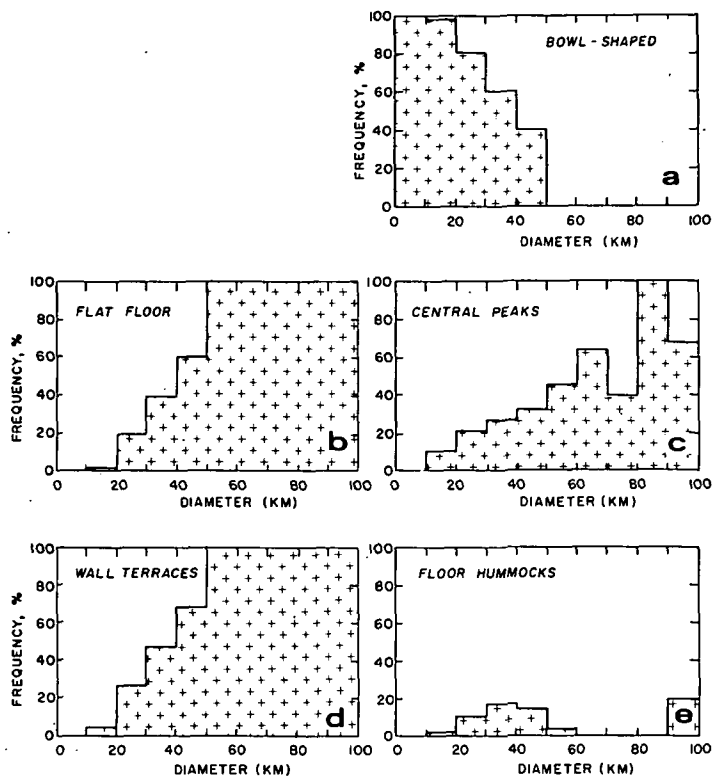 100
80
60
40
20
0
FREQUENCY, %
BOWL-SHAPED
a
0 20 40 60 80 100
DIAMETER (KM)
100
80
60
40
20
0
FREQUENCY, %
FLAT FLOOR
b
0 20 40 60 80 100
DIAMETER (KM)
100
80
60
40
20
0
CENTRAL PEAKS
c
0 20 40 60 80 100
DIAMETER (KM)
100
80
60
40
20
0
FREQUENCY, %
WALL TERRACES
d
0 20 40 60 80 100
DIAMETER (KM)
100
80
60
40
20
0
FLOOR HUMMOCKS
e
0 20 40 60 80 100
DIAMETER (KM)